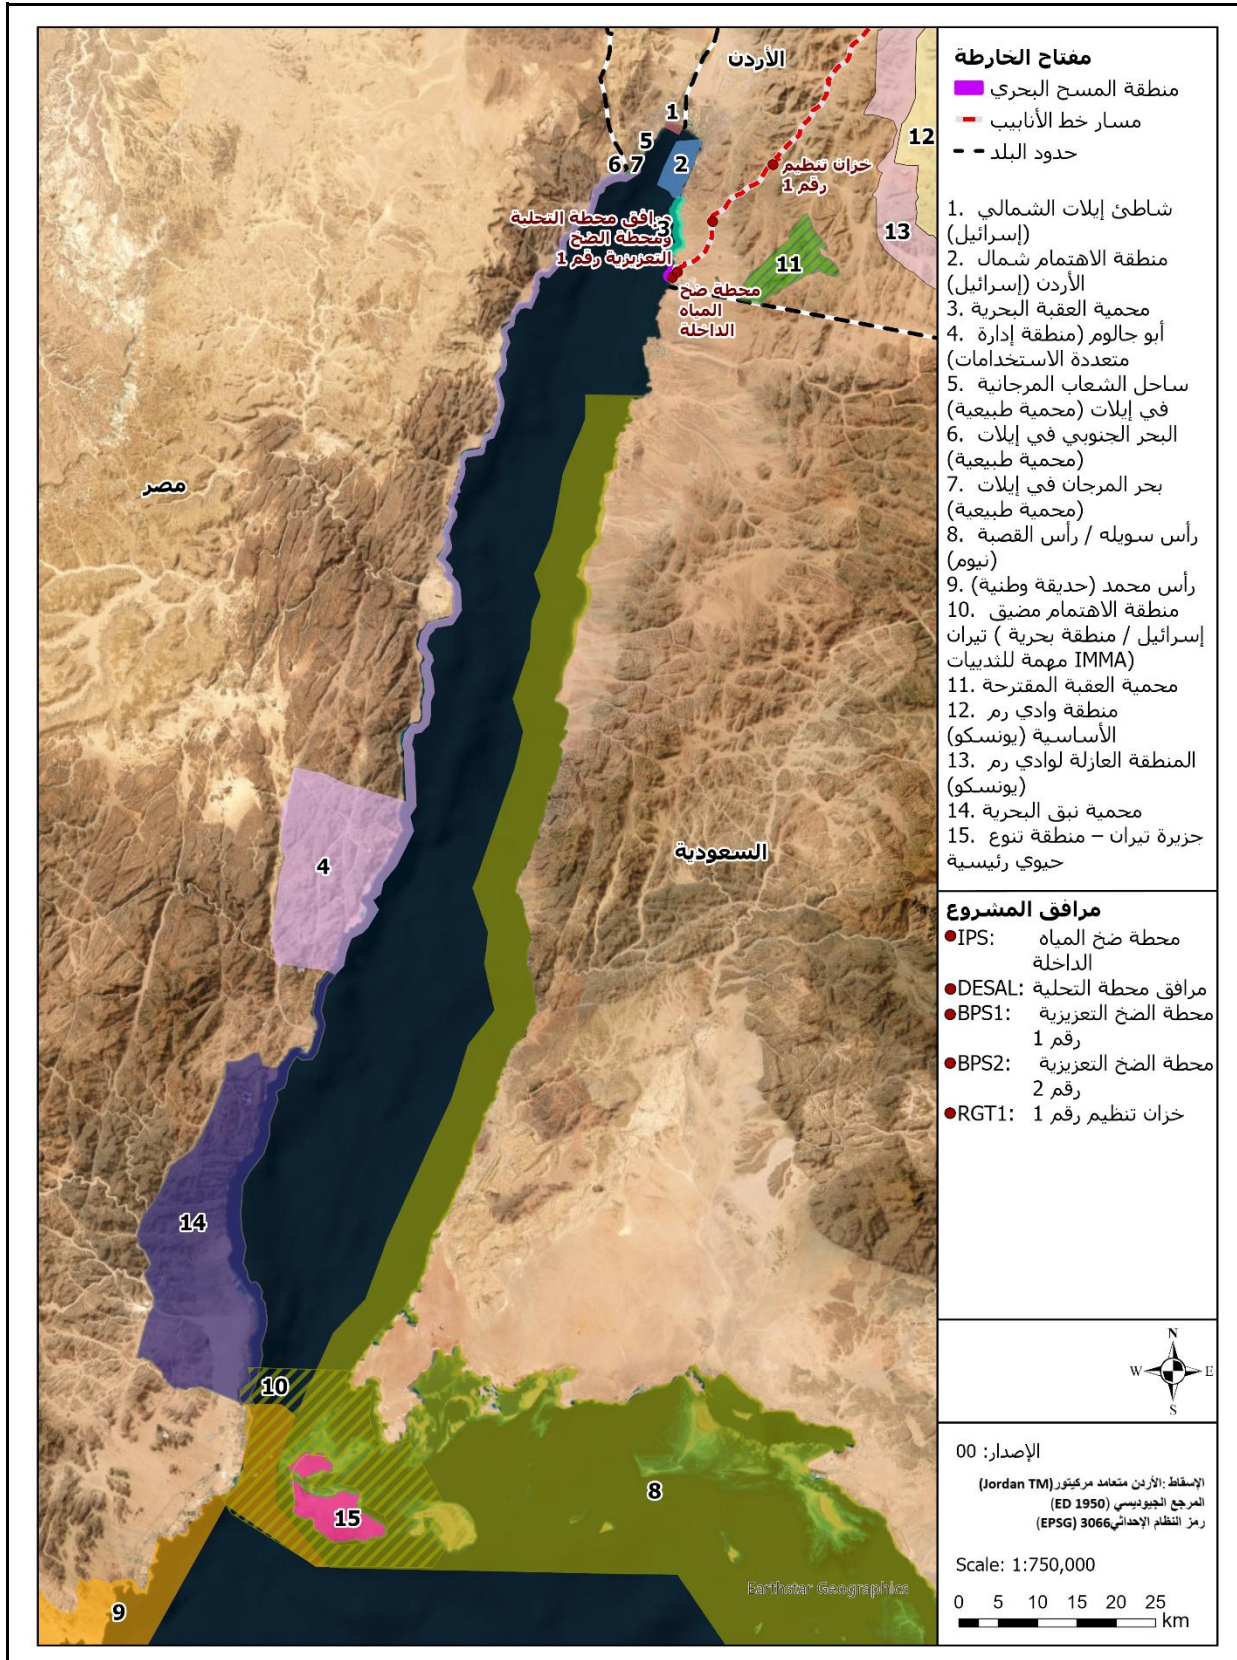 الأردن
1
5
6 7
2
12
خزان تنظيم
رقم 1
13
مرافق محطة التحلية
3
ومحطة الضخ
التعزيزية رقم 1
11
محطة ضخ
المياه
الداخلة
مصر
السعودية
4
14
10
8
15
9
Earthstar Geographics
مفتاح الخارطة
منطقة المسح البحري
مسار خط الأنابيب
حدود البلد
1. شاطئ إيلات الشمالي
(إسرائيل)
2. منطقة الاهتمام شمال
الأردن (إسرائيل)
3. محمية العقبة البحرية
4. أبو جالوم (منطقة إدارة
متعددة الاستخدامات)
5. ساحل الشعاب المرجانية
في إيلات (محمية طبيعية)
6. البحر الجنوبي في إيلات
(محمية طبيعية)
7. بحر المرجان في إيلات
(محمية طبيعية)
8. رأس سويله / رأس القصبة
(نيوم)
9. رأس محمد (حديقة وطنية)
10. منطقة الاهتمام مضيق
إسرائيل / منطقة بحرية ) تيران
(IMMA مهمة للثدييات
11. محمية العقبة المقترحة
12. منطقة وادي رم
الأساسية (يونسكو)
13. المنطقة العازلة لوادي رم
(يونسكو)
14. محمية نبق البحرية
15. جزيرة تيران – منطقة تنوع
حيوي رئيسية
مرافق المشروع
IPS: محطة ضخ المياه
الداخلة
DESAL: مرافق محطة التحلية
BPS1: محطة الضخ التعزيزية
رقم 1
BPS2: محطة الضخ التعزيزية
رقم 2
RGT1: خزان تنظيم رقم 1
N
W E
S
الإصدار: 00
الإسقاط :الأردن متعامد مركيتور(Jordan TM)
المرجع الجيوديسي (ED 1950)
رمز النظام الإحداثي3066 (EPSG)
Scale: 1:750,000
0 5 10 15 20 25
km